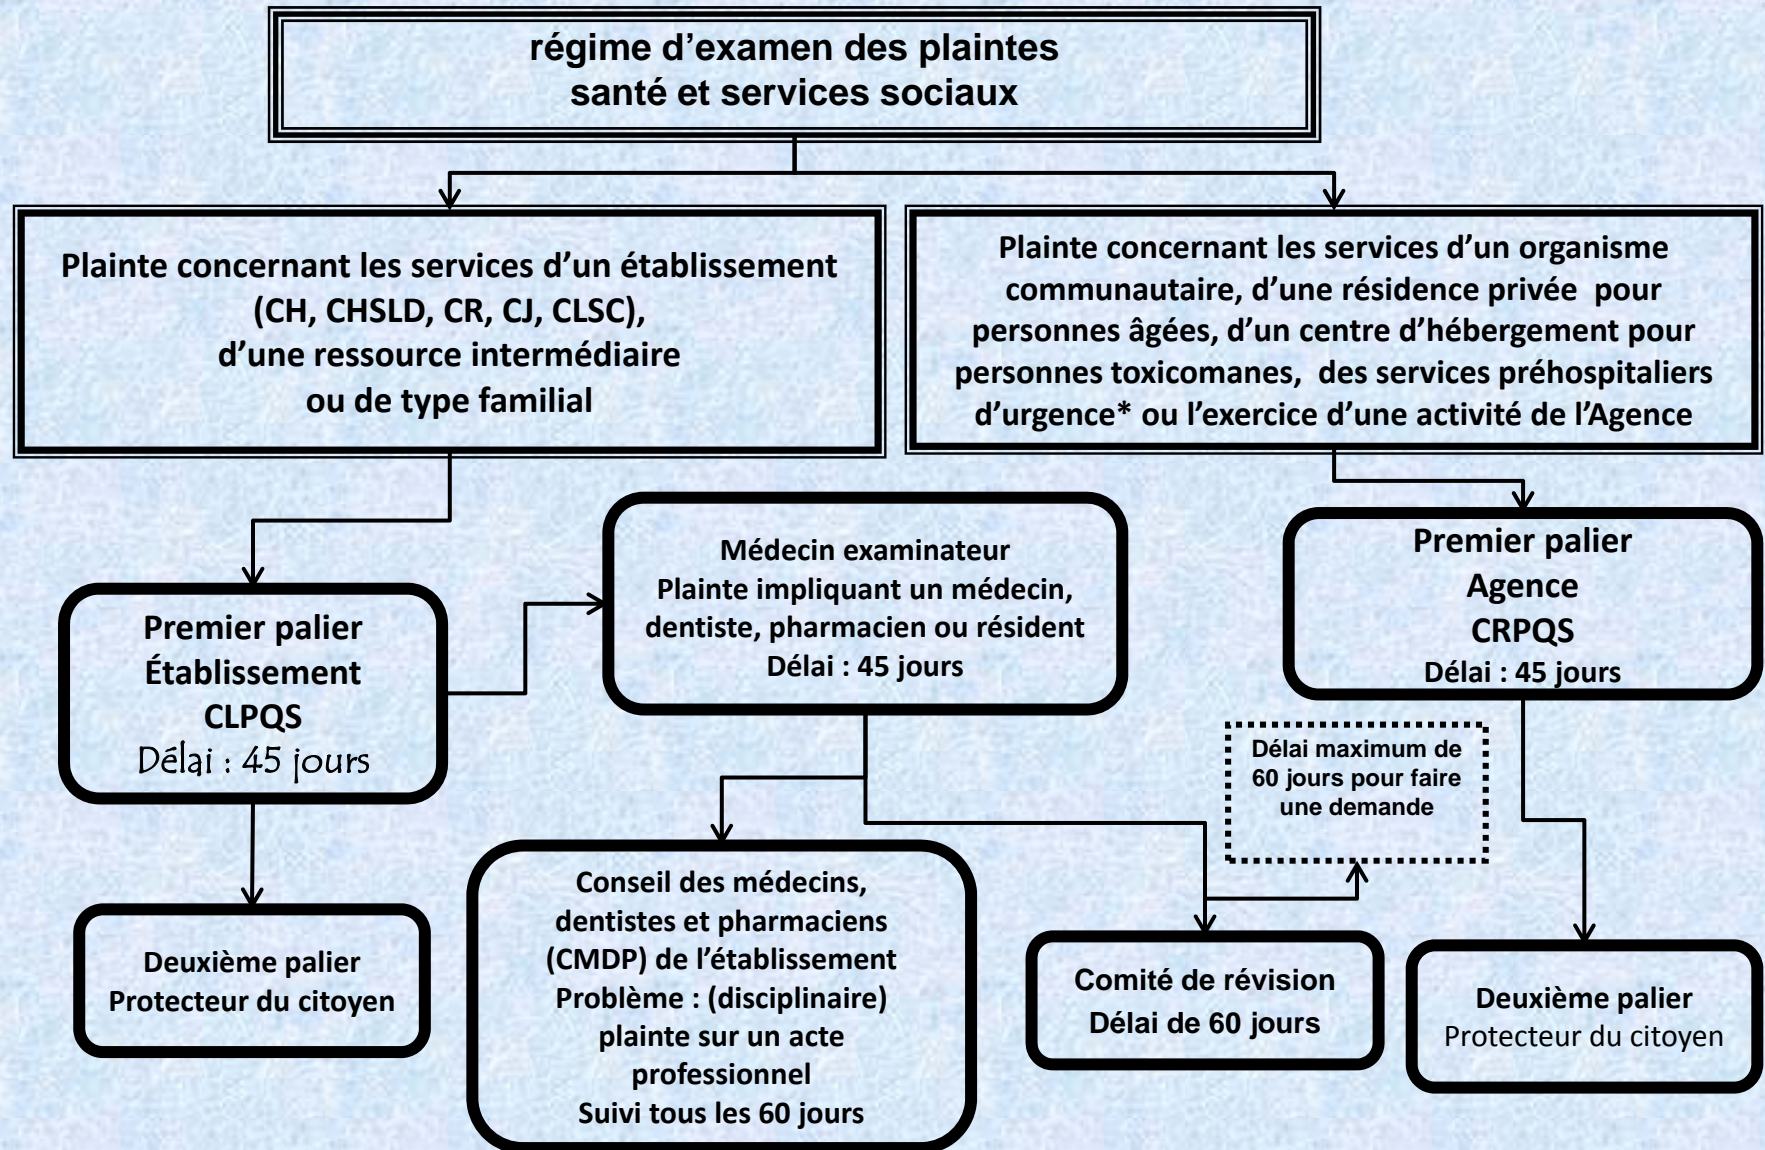 régime d’examen des plaintes
santé et services sociaux
Plainte concernant les services d’un établissement
(CH, CHSLD, CR, CJ, CLSC),
d’une ressource intermédiaire
ou de type familial
Plainte concernant les services d’un organisme
communautaire, d’une résidence privée pour
personnes âgées, d’un centre d’hébergement pour
personnes toxicomanes, des services préhospitaliers
d’urgence* ou l’exercice d’une activité de l’Agence
Premier palier
Établissement
CLPQS
Délai : 45 jours
Médecin examinateur
Plainte impliquant un médecin,
dentiste, pharmacien ou résident
Délai : 45 jours
Premier palier
Agence
CRPQS
Délai : 45 jours
Délai maximum de
60 jours pour faire
une demande
Deuxième palier
Protecteur du citoyen
Conseil des médecins,
dentistes et pharmaciens
(CMDP) de l’établissement
Problème : (disciplinaire)
plainte sur un acte
professionnel
Suivi tous les 60 jours
Comité de révision
Délai de 60 jours
Deuxième palier
Protecteur du citoyen